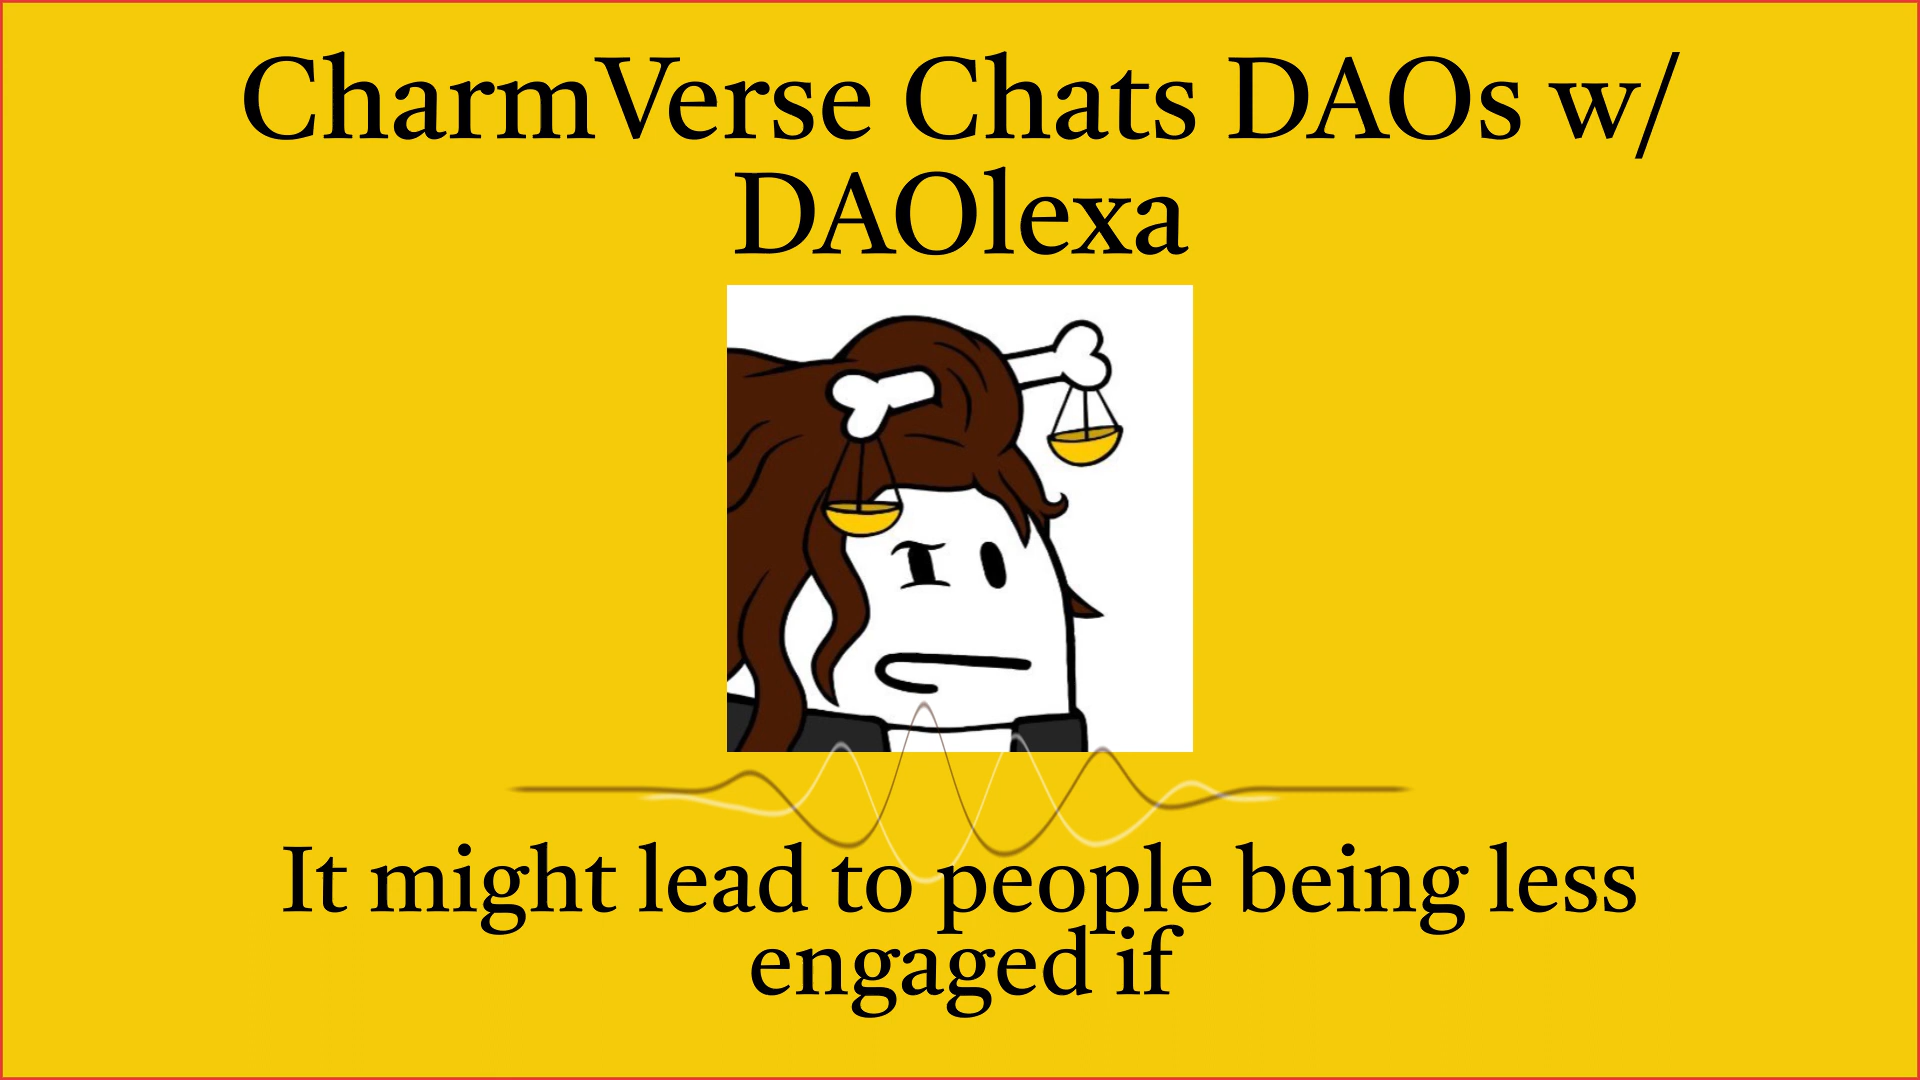 CharmVerse Chats DAOs w/
DAOlexa
It might lead to people being less
engaged if